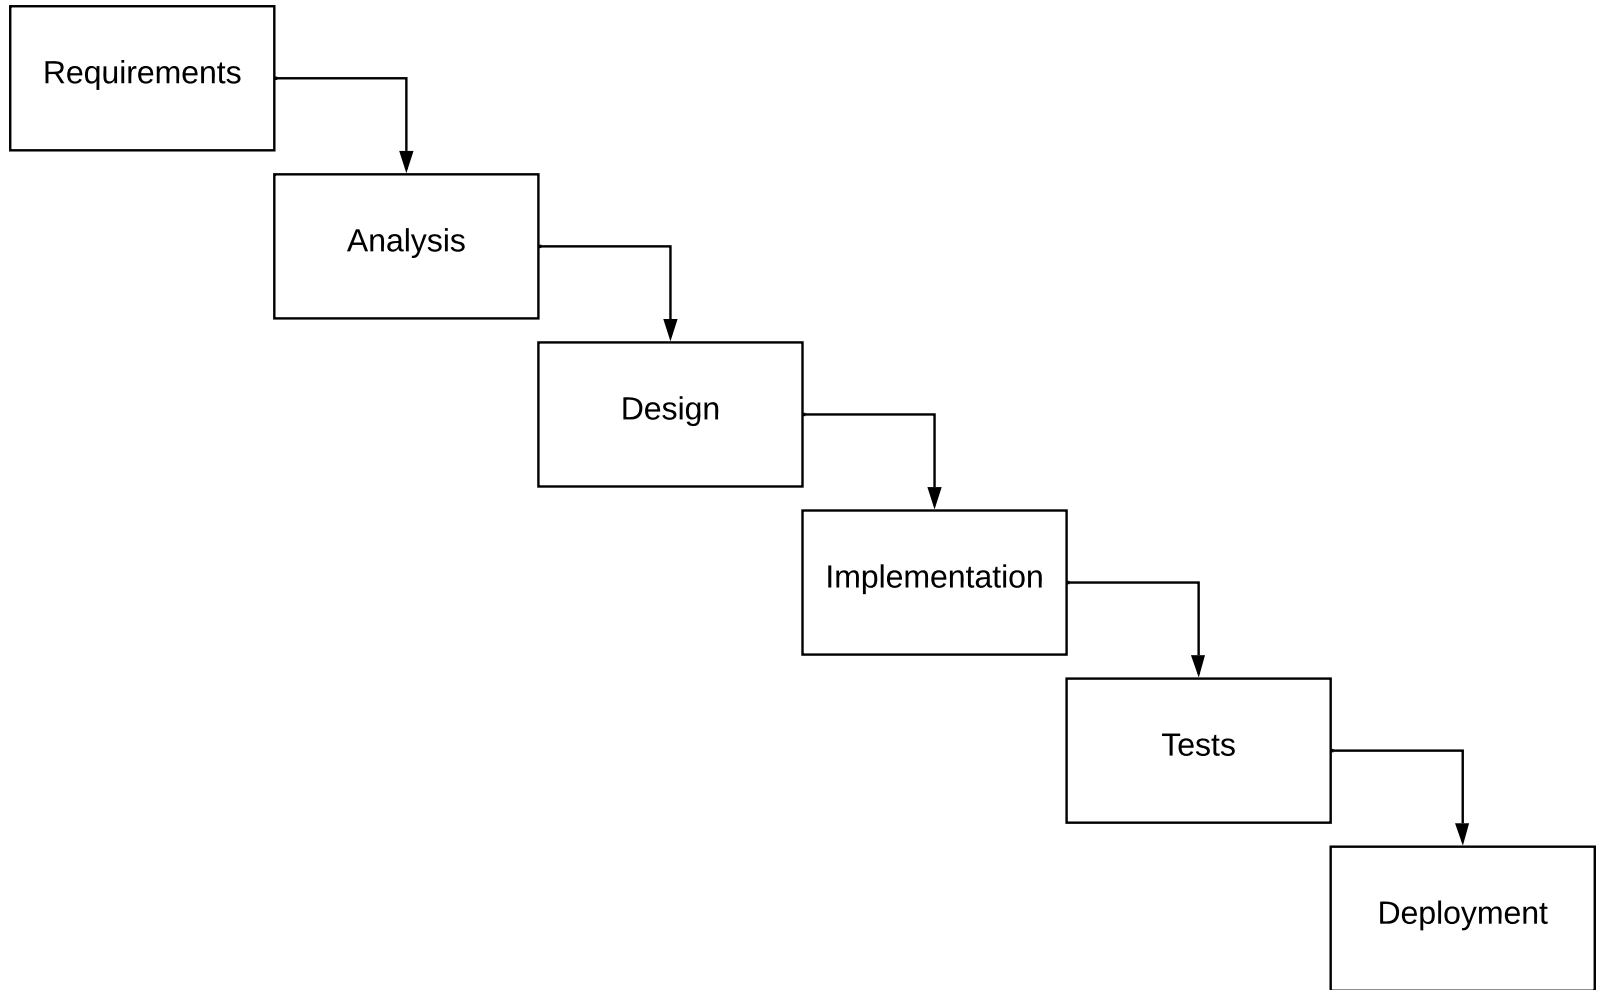 Requirements
Analysis
Design
Implementation
Tests
Deployment